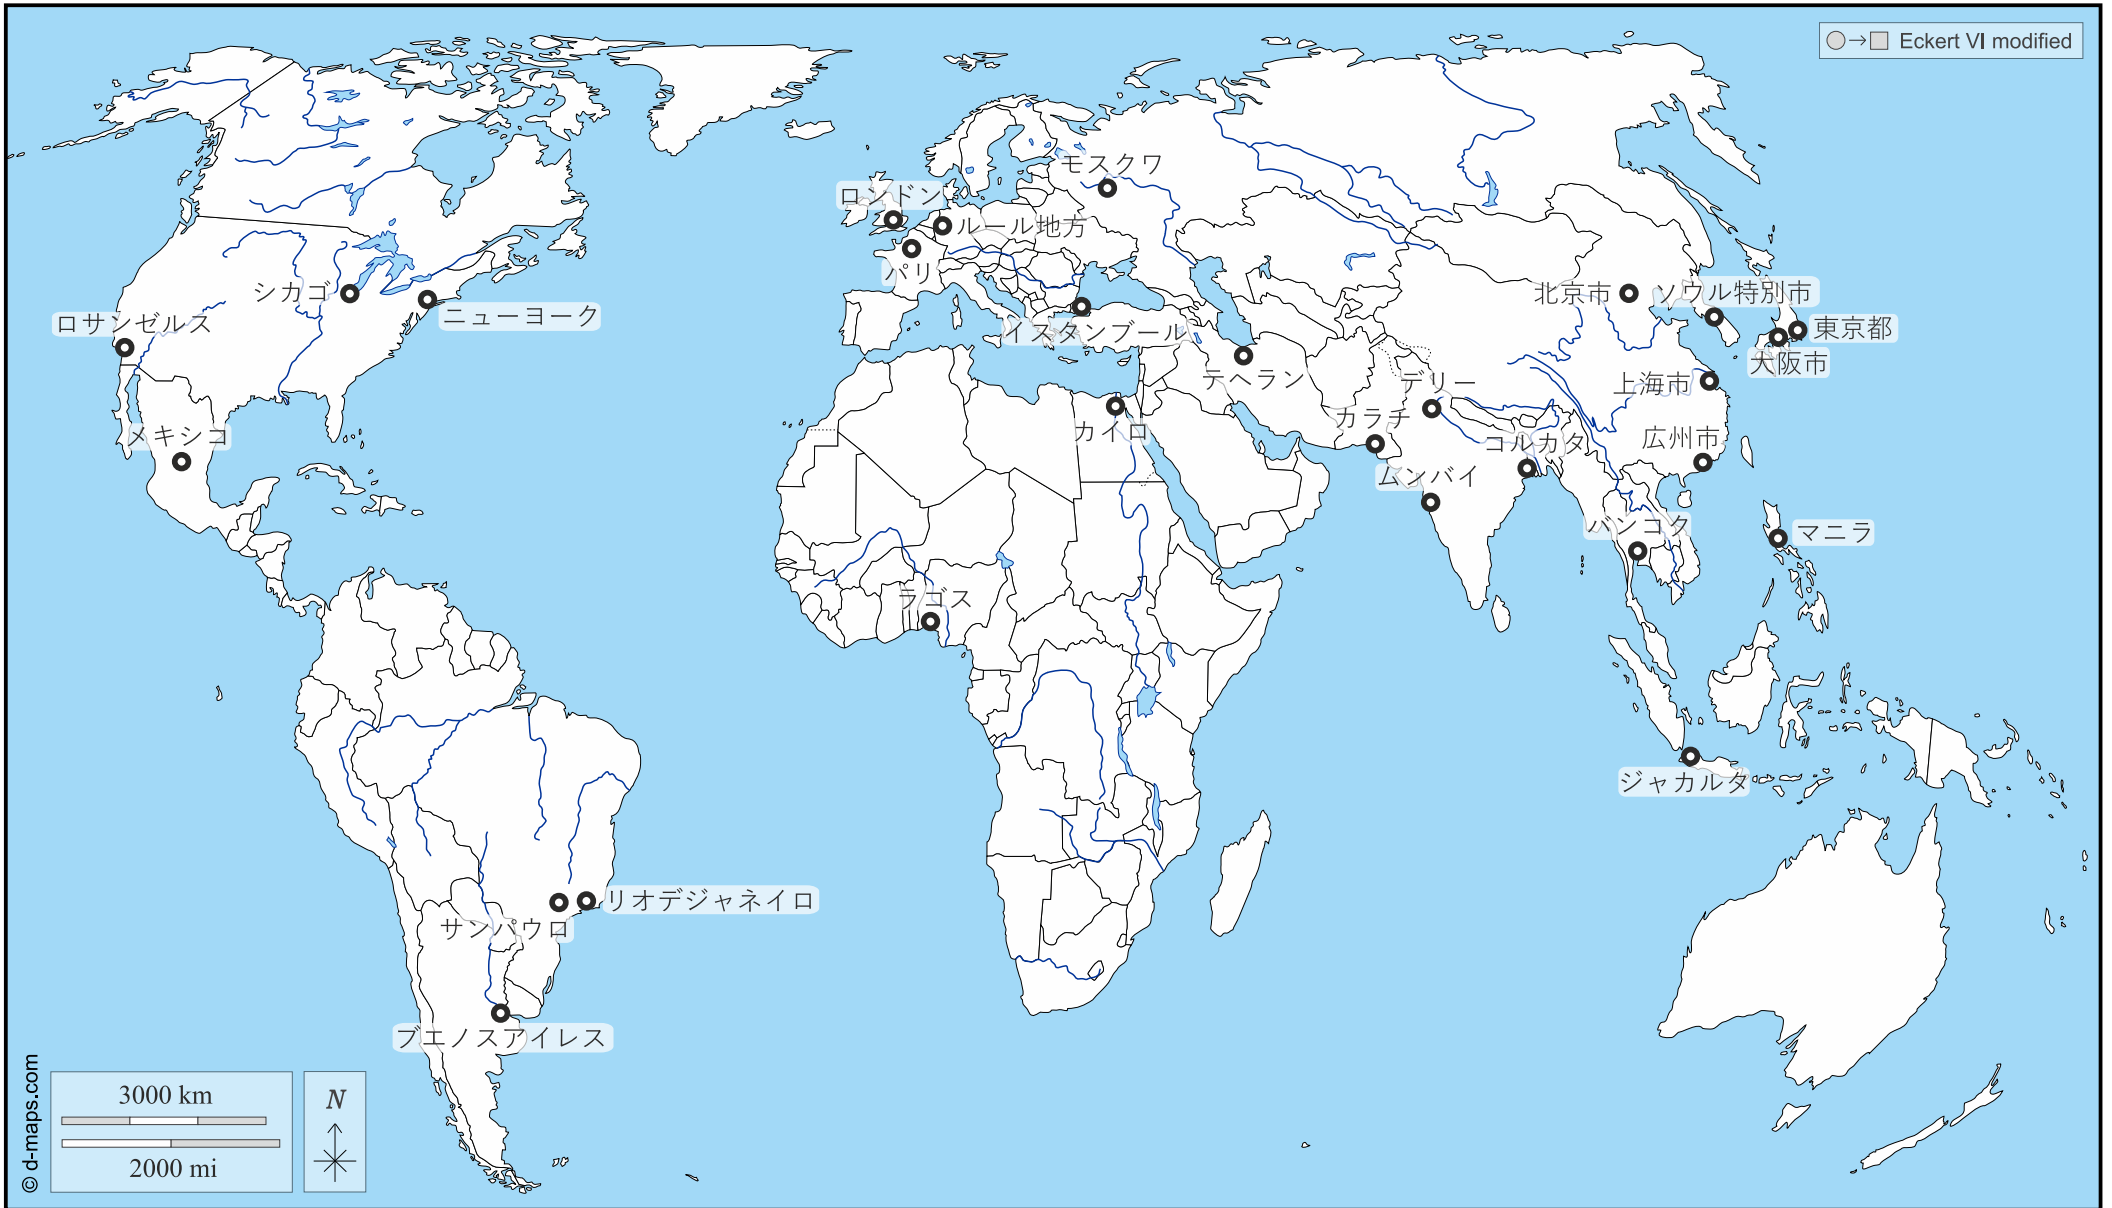 → Eckert VI modified
モスクワ
ロンドン
ルール地方
パリ
シカゴ
ニューヨーク
ロサンゼルス
イスタンブール
北京市
ソウル特別市
東京都
大阪市
テヘラン
デリー
上海市
カラチ
カイロ
コルカタ
広州市
メキシコ
ムンバイ
バンコク
マニラ
ラゴス
ジャカルタ
リオデジャネイロ
サンパウロ
ブエノスアイレス
3000 km
2000 mi
N
© d-maps.com